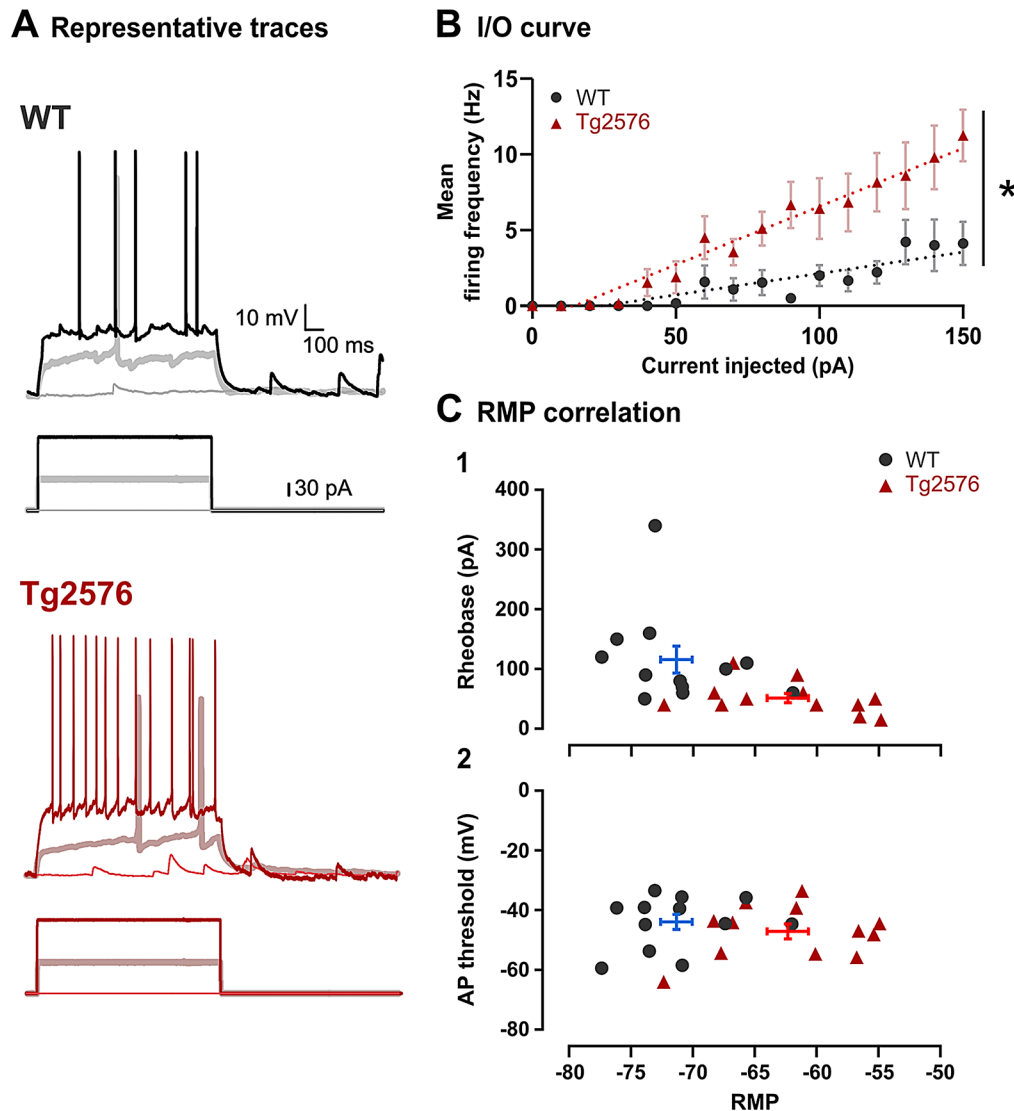 A Representative traces
WT
10 mV
100 ms
30 pA
Tg2576
B I/O curve
Mean
firing frequency (Hz)
15
10
5
0
WT
Tg2576
*
0 50 100 150
Current injected (pA)
C RMP correlation
1
WT
Tg2576
Rheobase (pA)
400
300
200
100
0
2
AP threshold (mV)
0
-20
-40
-60
-80
-80 -75 -70 -65 -60 -55 -50
RMP